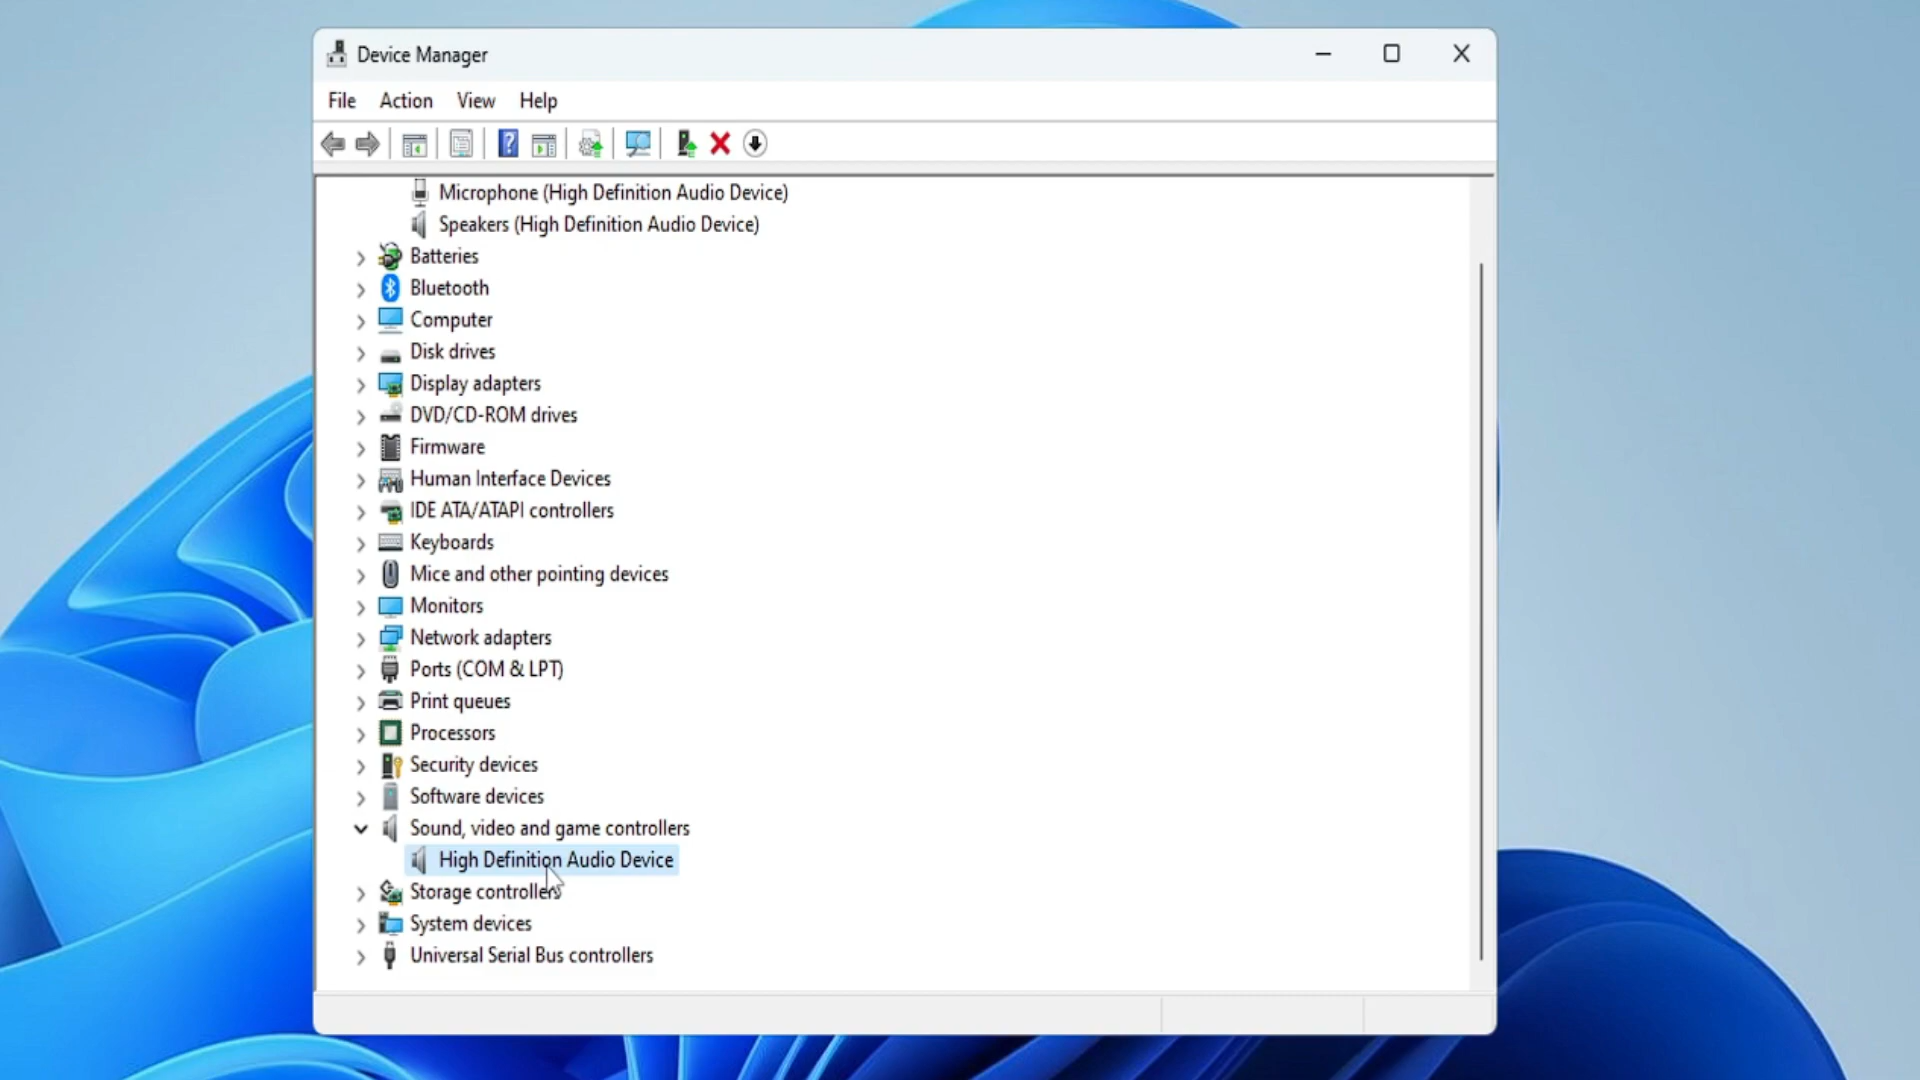 Device Manager
File Action View Help
Microphone (High Definition Audio Device)
Speakers (High Definition Audio Device)
Batteries
Bluetooth
Computer
Disk drives
Display adapters
DVD/CD-ROM drives
Firmware
Human Interface Devices
IDE ATA/ATAPI controllers
Keyboards
Mice and other pointing devices
Monitors
Network adapters
Ports (COM & LPT)
Print queues
Processors
Security devices
Software devices
Sound, video and game controllers
High Definition Audio Device
Storage controllers
System devices
Universal Serial Bus controllers